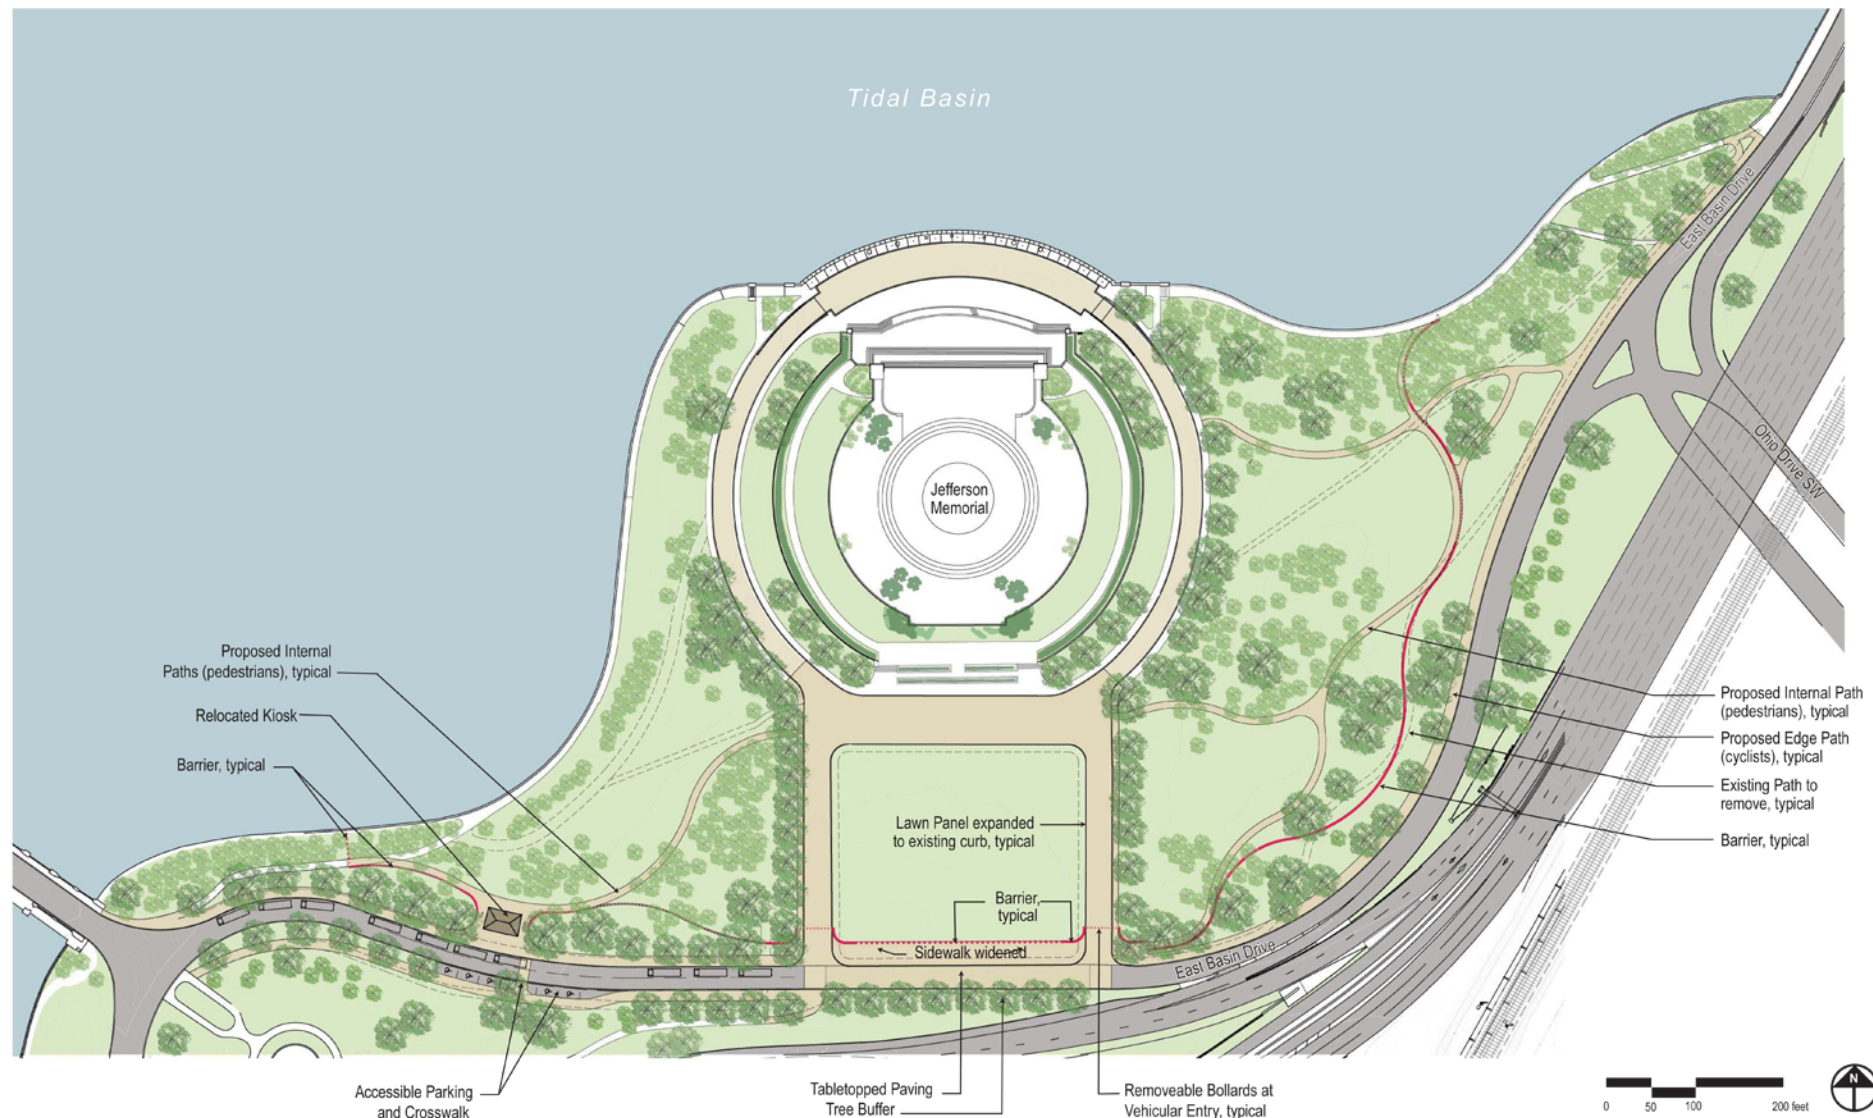 Tidal Basin
East Basin Drive
Ohio Drive SW
Jefferson
Memorial
Proposed Internal
Paths (pedestrians), typical
Relocated Kiosk
Barrier, typical
Proposed Internal Path
(pedestrians), typical
Proposed Edge Path
(cyclists), typical
Existing Path to
remove, typical
Barrier, typical
Lawn Panel expanded
to existing curb, typical
Barrier,
typical
Sidewalk widened
East Basin Drive
Accessible Parking
and Crosswalk
Tabletopped Paving
Tree Buffer
Removeable Bollards at
Vehicular Entry, typical
0 50 100 200 feet
N